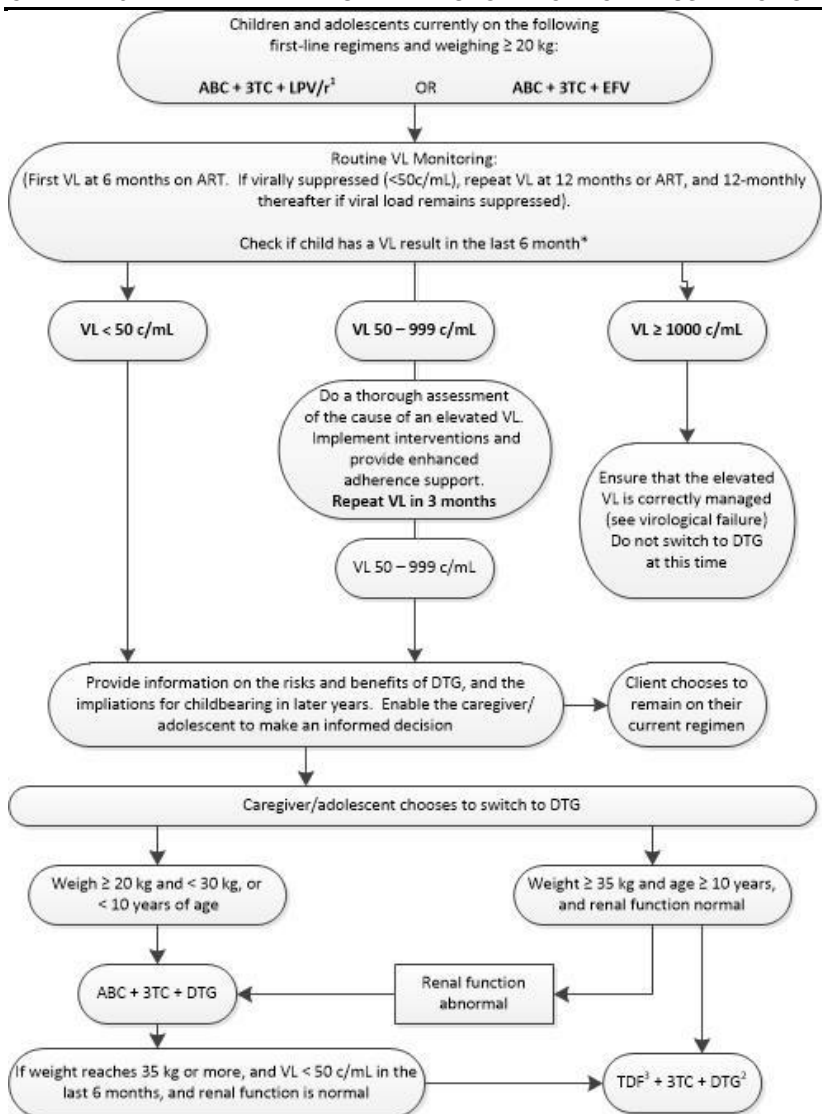 Children and adolescents currently on the following
first-line regimens and weighing ≥ 20 kg:
ABC + 3TC + LPV/r¹ OR ABC + 3TC + EFV
Routine VL Monitoring:
(First VL at 6 months on ART. If virally suppressed (<50c/mL), repeat VL at 12 months or ART, and 12-monthly
thereafter if viral load remains suppressed).
Check if child has a VL result in the last 6 month*
VL < 50 c/mL
VL 50 – 999 c/mL
VL ≥ 1000 c/mL
Do a thorough assessment
of the cause of an elevated VL.
Implement interventions and
provide enhanced
adherence support.
Repeat VL in 3 months
Ensure that the elevated
VL is correctly managed
(see virological failure)
Do not switch to DTG
at this time
VL 50 – 999 c/mL
Provide information on the risks and benefits of DTG, and the
impliations for childbearing in later years. Enable the caregiver/
adolescent to make an informed decision
Client chooses to
remain on their
current regimen
Caregiver/adolescent chooses to switch to DTG
Weigh ≥ 20 kg and < 30 kg, or
< 10 years of age
Weight ≥ 35 kg and age ≥ 10 years,
and renal function normal
ABC + 3TC + DTG
Renal function
abnormal
If weight reaches 35 kg or more, and VL < 50 c/mL in the
last 6 months, and renal function is normal
TDF³ + 3TC + DTG²